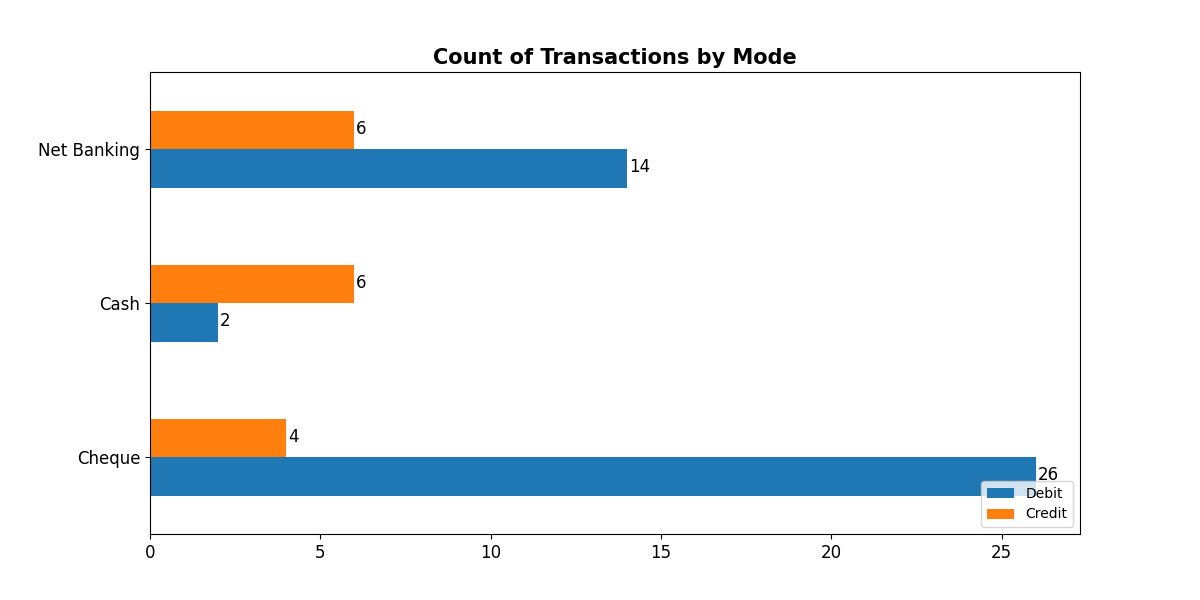 Count of Transactions by Mode
6
Net Banking
14
6
Cash
2
4
Cheque
26
Debit
Credit
0 5 10 15 20 25